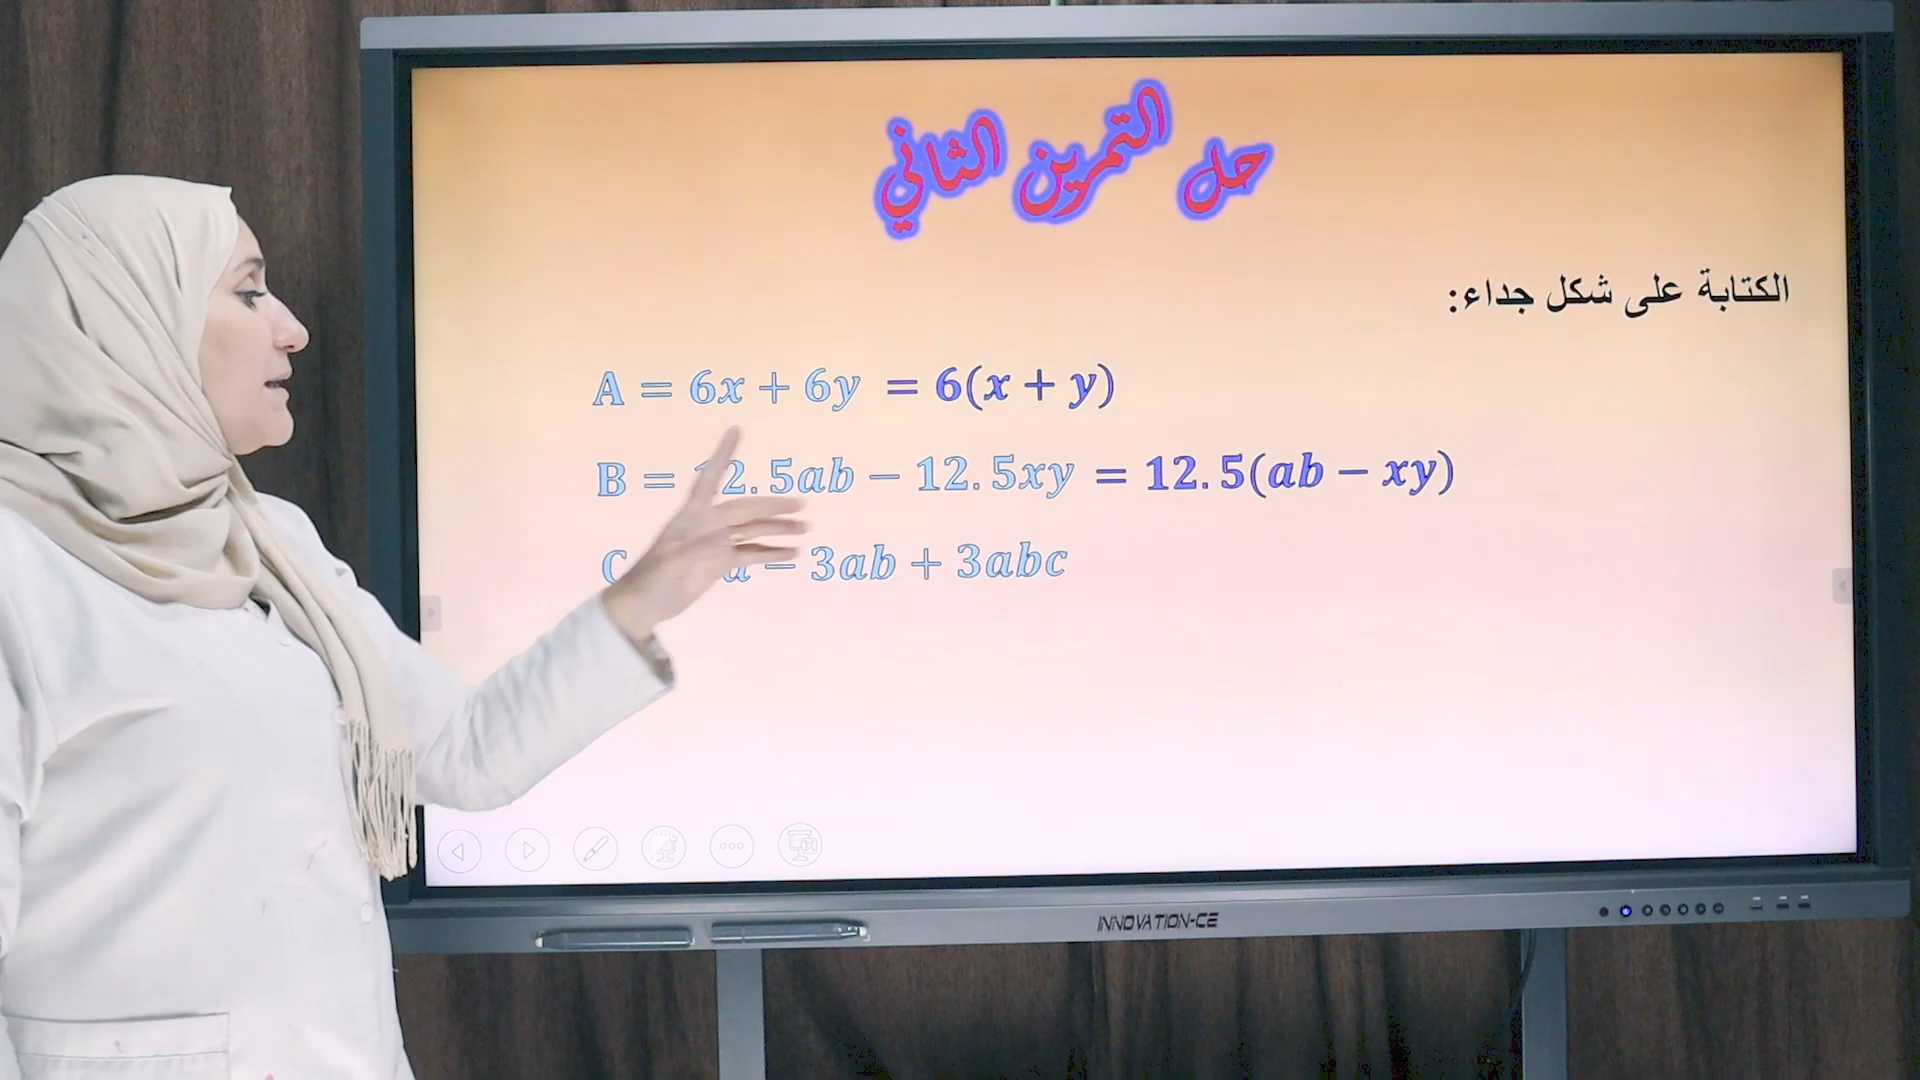 حل التمرين الثاني
الكتابة على شكل جداء:
A = 6x + 6y = 6(x + y)
B = 12.5ab − 12.5xy = 12.5(ab − xy)
C a − 3ab + 3abc
INNOVATION-CE